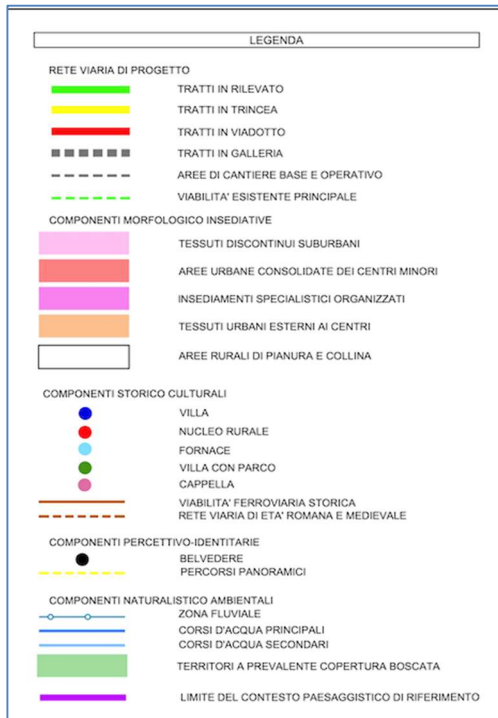 LEGENDA
RETE VIARIA DI PROGETTO
TRATTI IN RILEVATO
TRATTI IN TRINCEA
TRATTI IN VIADOTTO
TRATTI IN GALLERIA
AREE DI CANTIERE BASE E OPERATIVO
VIABILITA' ESISTENTE PRINCIPALE
COMPONENTI MORFOLOGICO INSEDIATIVE
TESSUTI DISCONTINUI SUBURBANI
AREE URBANE CONSOLIDATE DEI CENTRI MINORI
INSEDIAMENTI SPECIALISTICI ORGANIZZATI
TESSUTI URBANI ESTERNI AI CENTRI
AREE RURALI DI PIANURA E COLLINA
COMPONENTI STORICO CULTURALI
VILLA
NUCLEO RURALE
FORNACE
VILLA CON PARCO
CAPPELLA
VIABILITA' FERROVIARIA STORICA
RETE VIARIA DI ETA' ROMANA E MEDIEVALE
COMPONENTI PERCETTIVO-IDENTITARIE
BELVEDERE
PERCORSI PANORAMICI
COMPONENTI NATURALISTICO AMBIENTALI
ZONA FLUVIALE
CORSI D'ACQUA PRINCIPALI
CORSI D'ACQUA SECONDARI
TERRITORI A PREVALENTE COPERTURA BOSCATA
LIMITE DEL CONTESTO PAESAGGISTICO DI RIFERIMENTO